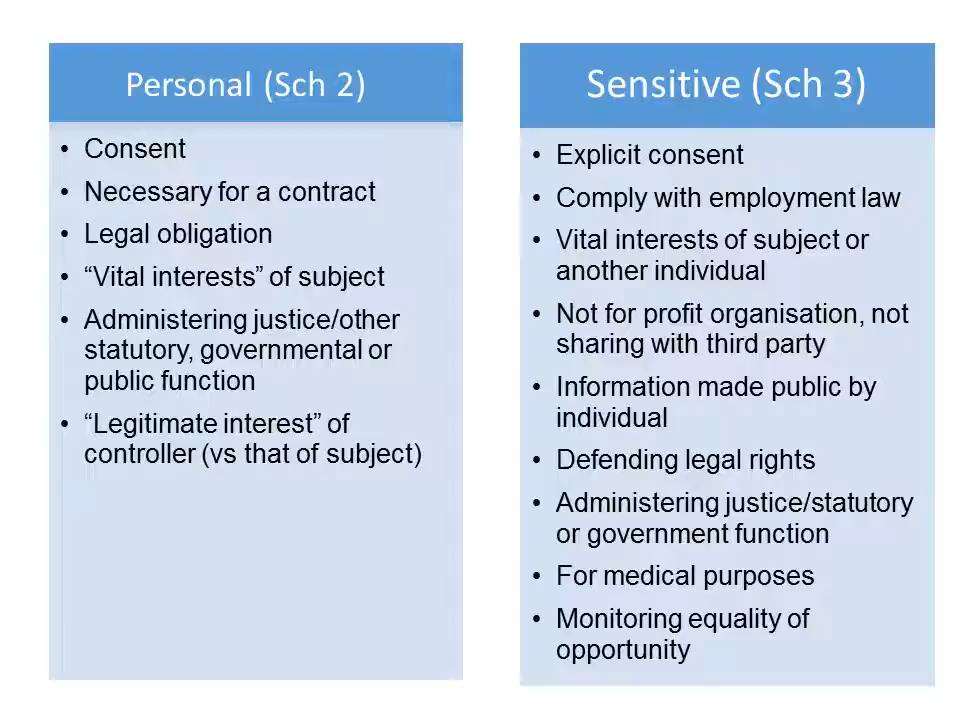 Personal (Sch 2)
• Consent
• Necessary for a contract
• Legal obligation
• “Vital interests” of subject
• Administering justice/other
statutory, governmental or
public function
• “Legitimate interest” of
controller (vs that of subject)
Sensitive (Sch 3)
• Explicit consent
• Comply with employment law
• Vital interests of subject or
another individual
• Not for profit organisation, not
sharing with third party
• Information made public by
individual
• Defending legal rights
• Administering justice/statutory
or government function
• For medical purposes
• Monitoring equality of
opportunity